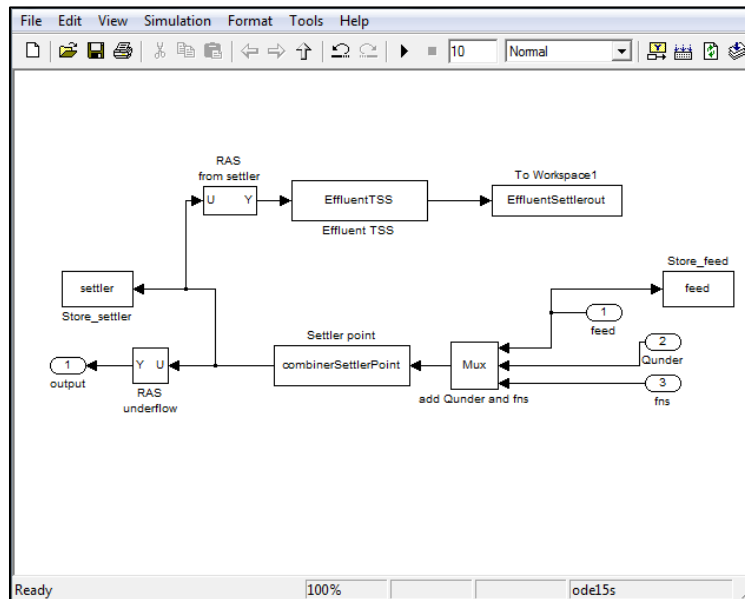 File Edit View Simulation Format Tools Help
10 Normal
RAS
from settler
U Y
EffluentTSS
Effluent TSS
To Workspace1
EffluentSettlerout
Store_feed
feed
settler
Store_settler
1
feed
Settler point
2
Qunder
1
output
Y U
RAS
underflow
combinerSettlerPoint
Mux
add Qunder and fns
3
fns
Ready 100% ode15s